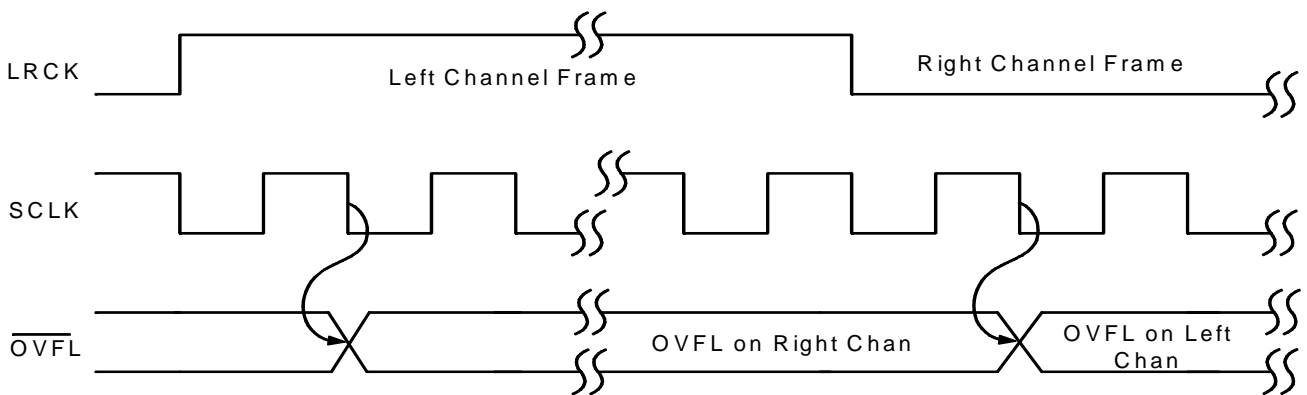 LRCK
Left Channel Frame
Right Channel Frame
SCLK
OVFL
OVFL on Right Chan
OVFL on Left
Chan